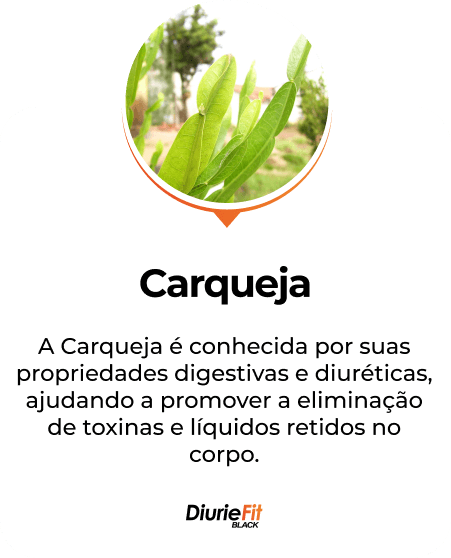 Carqueja
A Carqueja é conhecida por suas
propriedades digestivas e diuréticas,
ajudando a promover a eliminação
de toxinas e líquidos retidos no
corpo.
DiurieFit
BLACK